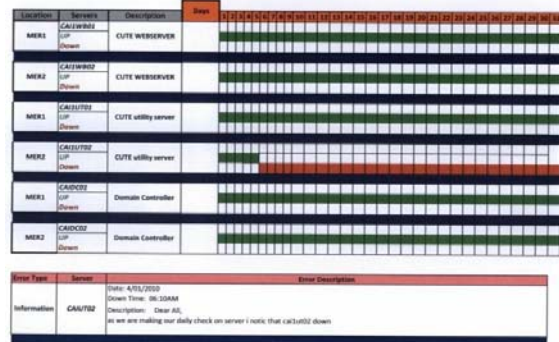 Location Servers Description Days 1 2 3 4 5 6 7 8 9 10 11 12 13 14 15 16 17 18 19 20 21 22 23 24 25 26 27 28 29 30
MER1 CAI1WB01 UP Down CUTE WEBSERVER
MER2 CAI1WB02 UP Down CUTE WEBSERVER
MER1 CAI1UT01 UP Down CUTE utility server
MER2 CAI1UT02 UP Down CUTE utility server
MER1 CAIDC01 UP Down Domain Controller
MER2 CAIDC02 UP Down Domain Controller
Error Type Server Error Description
Information CAIUT02
Date: 4/01/2010
Down Time: 06:10AM
Description: Dear All,
as we are making our daily check on server i notic that cai1ut02 down